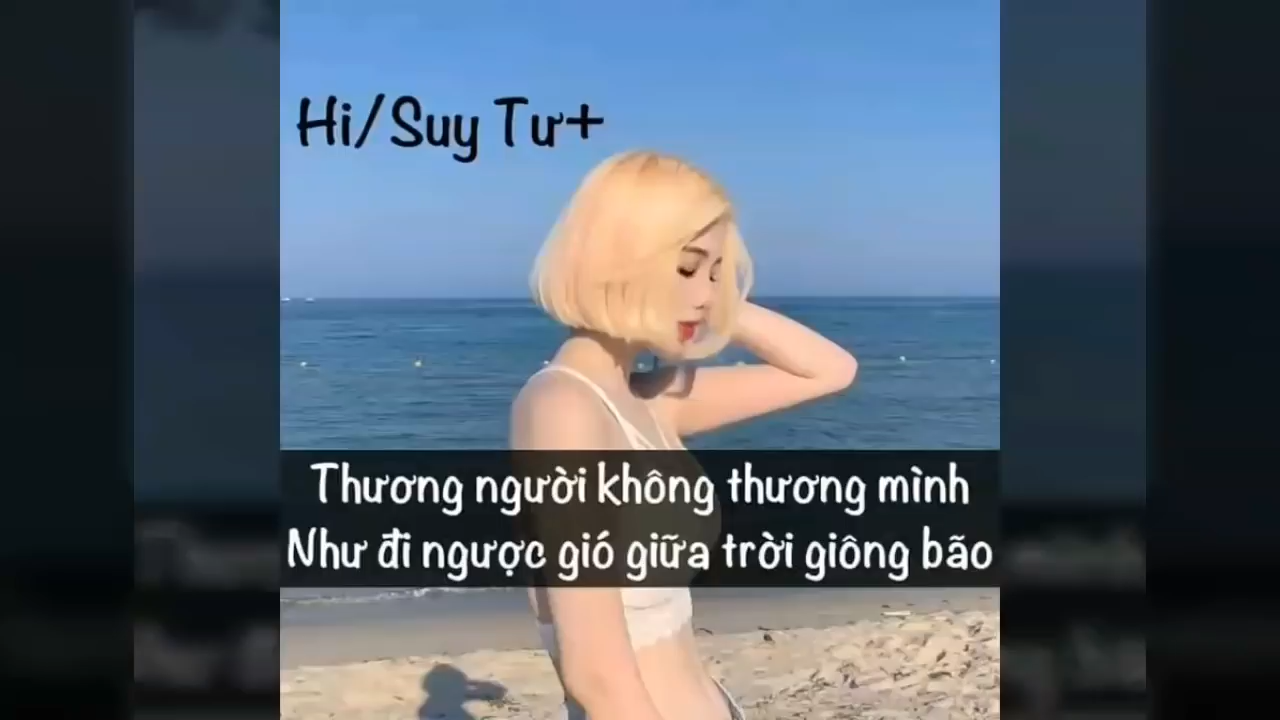 Hi/Suy Tư+
Thương người không thương mình
Như đi ngược gió giữa trời giông bão